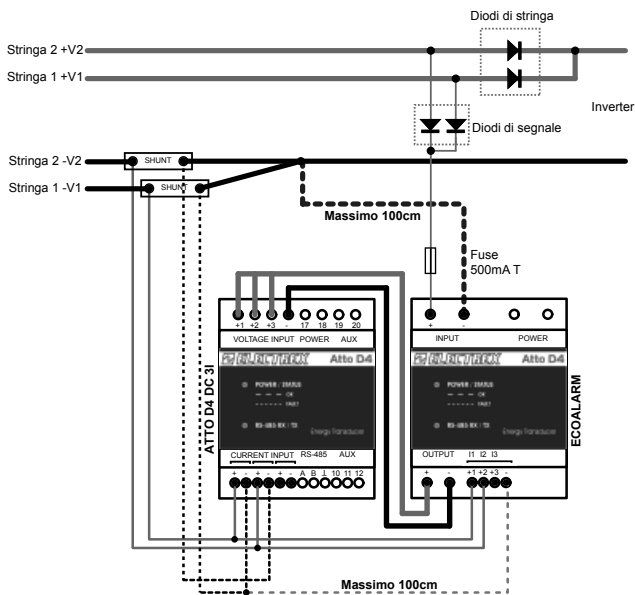 Diodi di stringa
Stringa 2 +V2
Stringa 1 +V1
Inverter
Diodi di segnale
Stringa 2 -V2
SHUNT
Stringa 1 -V1
SHUNT
Massimo 100cm
Fuse
500mA T
+1 +2 +3 - 17 18 19 20
VOLTAGE INPUT POWER AUX
ELECTREX Atto D4
POWER / STATUS
OK
FAULT
RS-485 RX / TX
Energy Transducer
CURRENT INPUT RS-485 AUX
+ - + - + - A B ⊥ 10 11 12
ATTO D4 DC 3I
+ -
INPUT POWER
ELECTREX Atto D4
POWER / STATUS
OK
FAULT
RS-485 RX / TX
Energy Transducer
OUTPUT I1 I2 I3
+ - +1 +2 +3 -
ECOALARM
Massimo 100cm